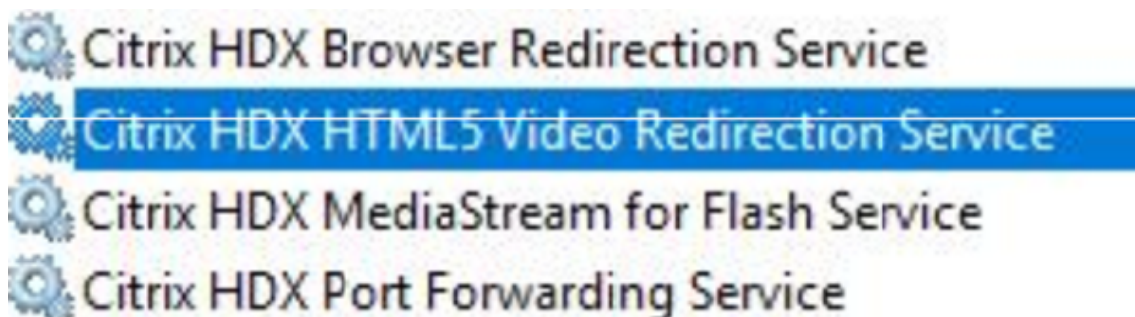 Citrix HDX Browser Redirection Service
Citrix HDX HTML5 Video Redirection Service
Citrix HDX MediaStream for Flash Service
Citrix HDX Port Forwarding Service